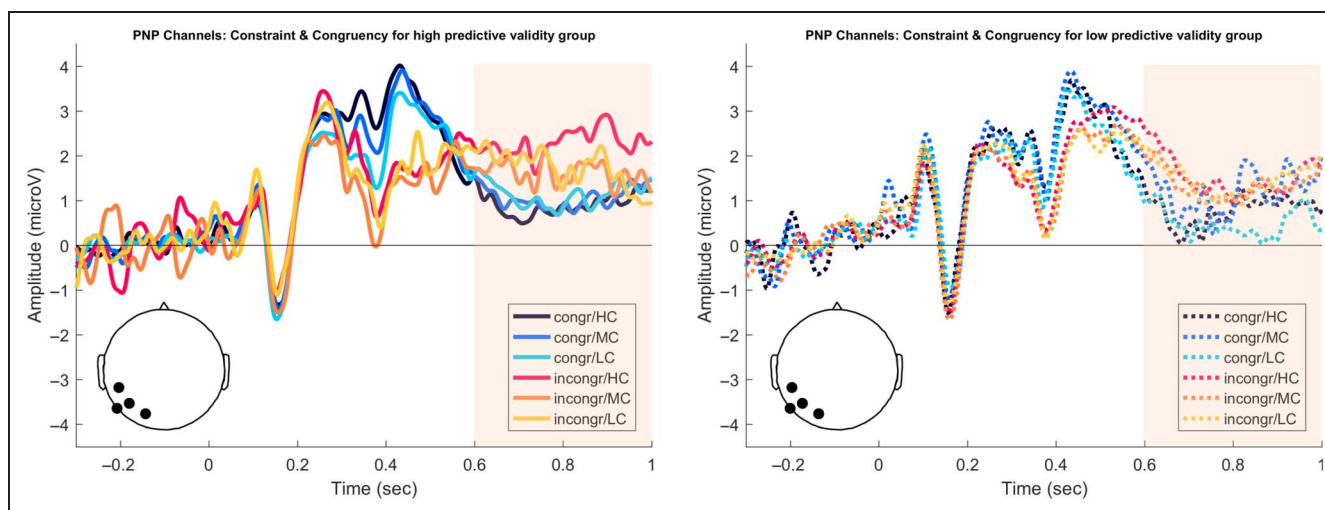 PNP Channels: Constraint & Congruency for high predictive validity group
4
3
2
1
0
−1
−2
−3
−4
Amplitude (microV)
−0.2
0
0.2
0.4
0.6
0.8
1
Time (sec)
congr/HC
congr/MC
congr/LC
incongr/HC
incongr/MC
incongr/LC
PNP Channels: Constraint & Congruency for low predictive validity group
4
3
2
1
0
−1
−2
−3
−4
Amplitude (microV)
−0.2
0
0.2
0.4
0.6
0.8
1
Time (sec)
congr/HC
congr/MC
congr/LC
incongr/HC
incongr/MC
incongr/LC